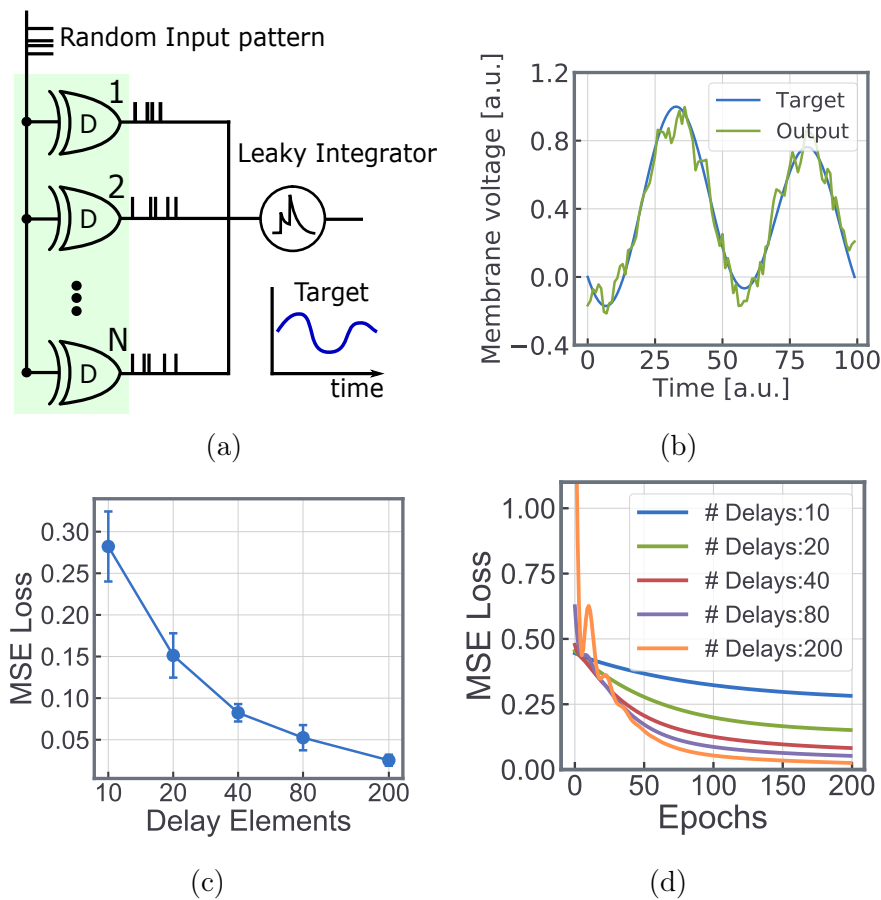 Random Input pattern
1
D
Leaky Integrator
2
D
Target
N
D
time
(a)
Membrane voltage [a.u.]
1.2
0.8
0.4
0.0
−0.4
Target
Output
0 25 50 75 100
Time [a.u.]
(b)
MSE Loss
0.30
0.25
0.20
0.15
0.10
0.05
10 20 40 80 200
Delay Elements
(c)
MSE Loss
1.00
0.75
0.50
0.25
0.00
# Delays:10
# Delays:20
# Delays:40
# Delays:80
# Delays:200
0 50 100 150 200
Epochs
(d)